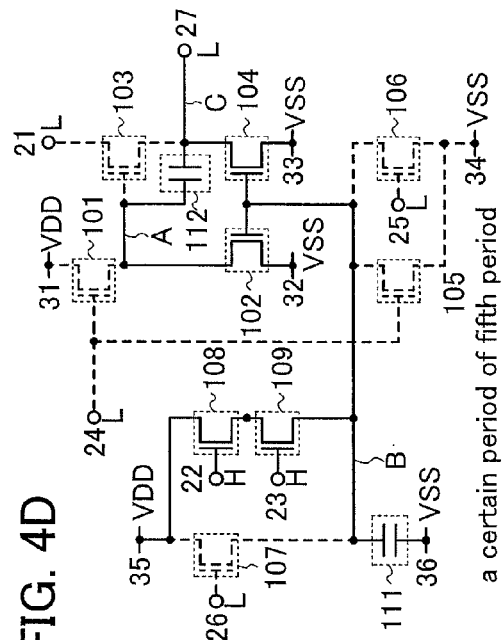 FIG. 4D
24 L
31 VDD
101
21 L
103
A
112
C
27 L
104
102
32 VSS
33 VSS
35 VDD
108
22 H
109
23 H
107
26 L
B
111
36 VSS
105
25 L
106
34 VSS
a certain period of fifth period